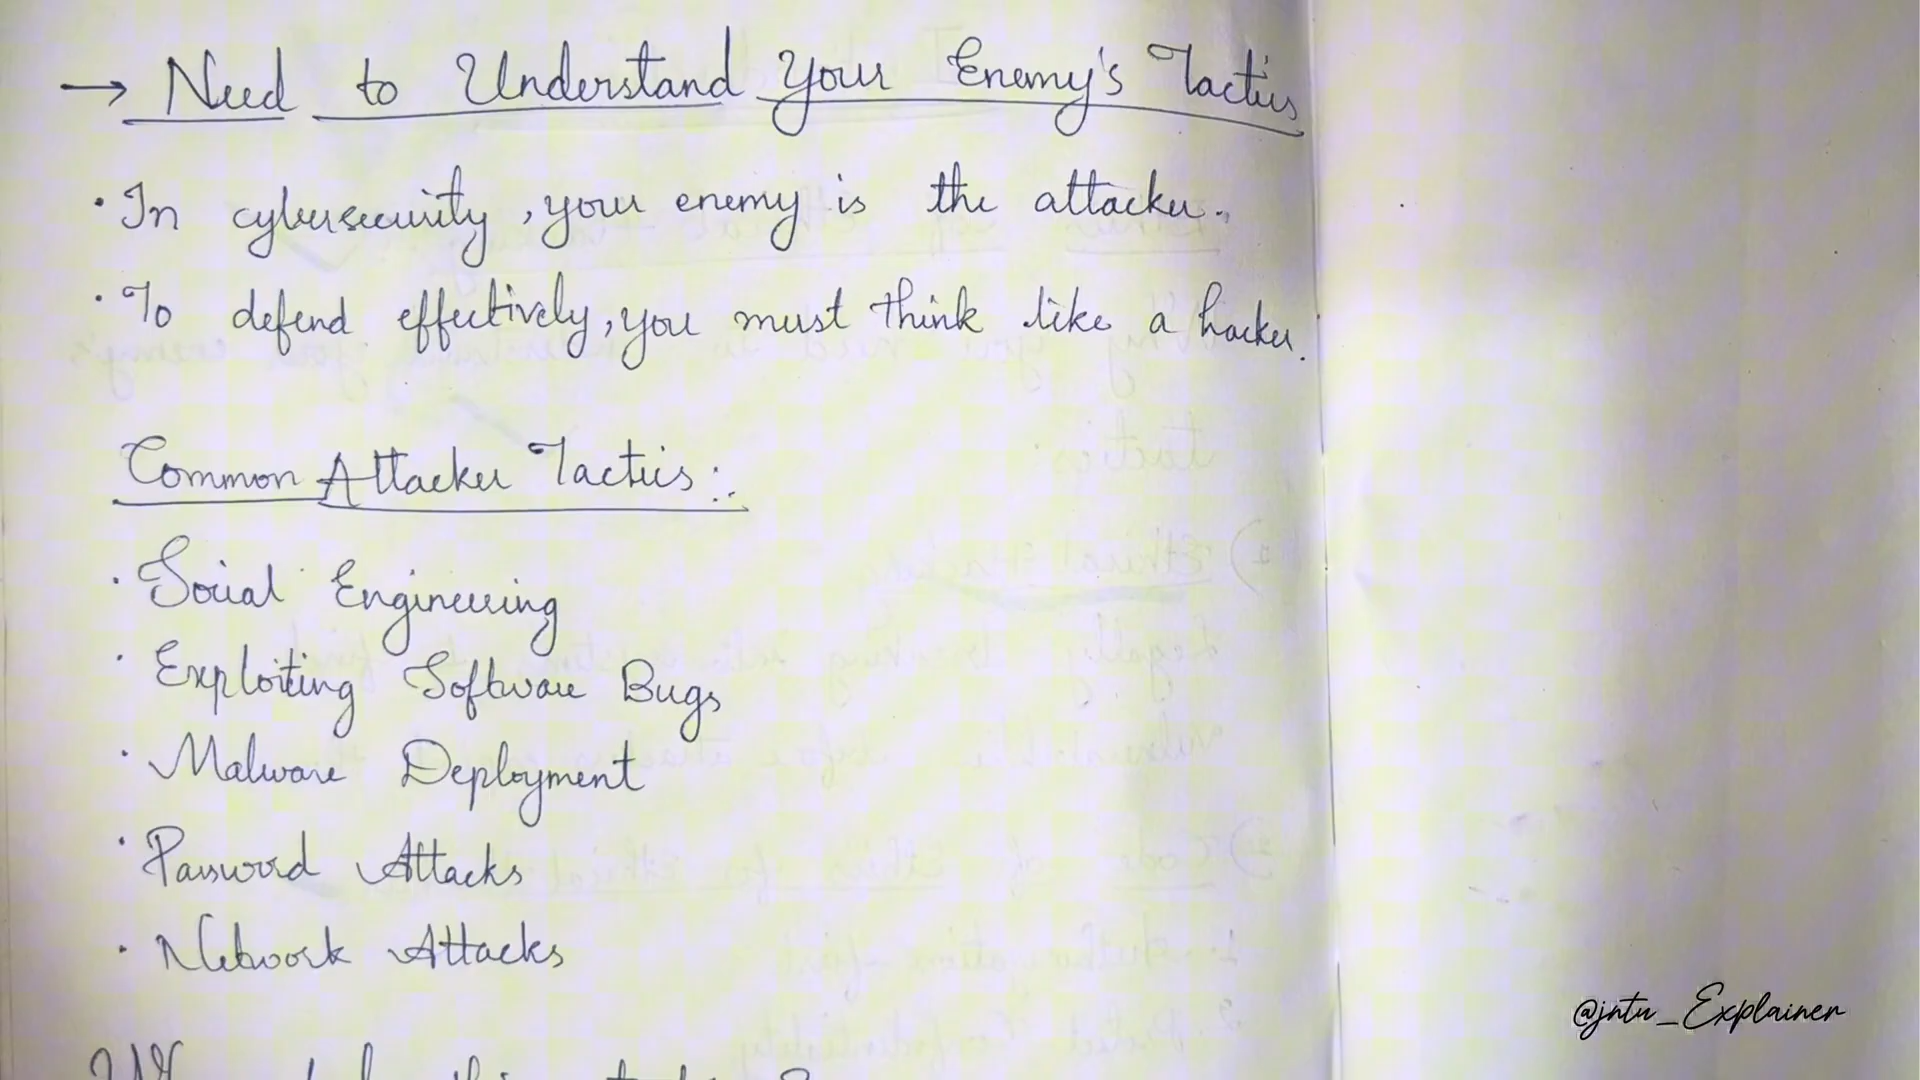 → Need to Understand Your Enemy's Tactics
• In cybersecurity, your enemy is the attacker.
• To defend effectively, you must think like a hacker.
Common Attacker Tactics:
• Social Engineering
• Exploiting Software Bugs
• Malware Deployment
• Password Attacks
• Network Attacks
@jntu_Explainer